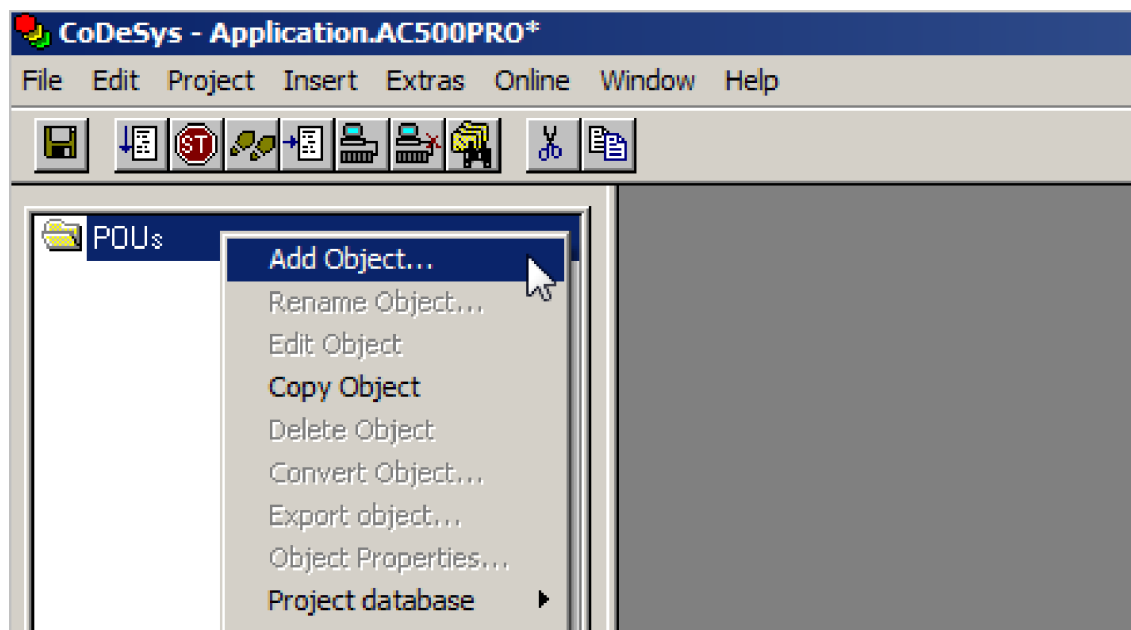 CoDeSys - Application.AC500PRO*
File Edit Project Insert Extras Online Window Help
ST
POUs
Add Object...
Rename Object...
Edit Object
Copy Object
Delete Object
Convert Object...
Export object...
Object Properties...
Project database